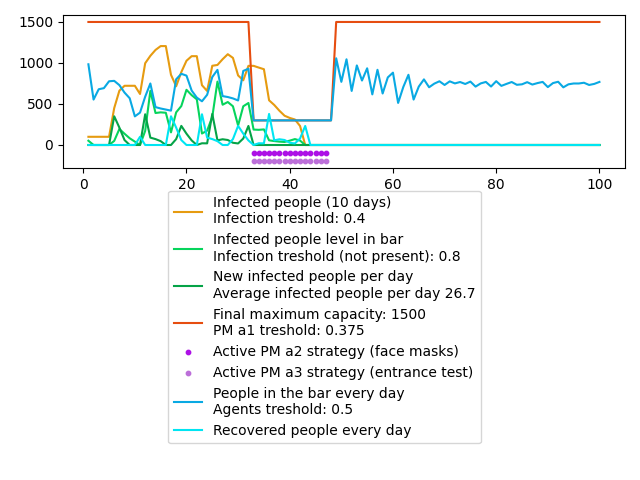 1500
1000
500
0
0 20 40 60 80 100
Infected people (10 days)
Infection treshold: 0.4
Infected people level in bar
Infection treshold (not present): 0.8
New infected people per day
Average infected people per day 26.7
Final maximum capacity: 1500
PM a1 treshold: 0.375
Active PM a2 strategy (face masks)
Active PM a3 strategy (entrance test)
People in the bar every day
Agents treshold: 0.5
Recovered people every day